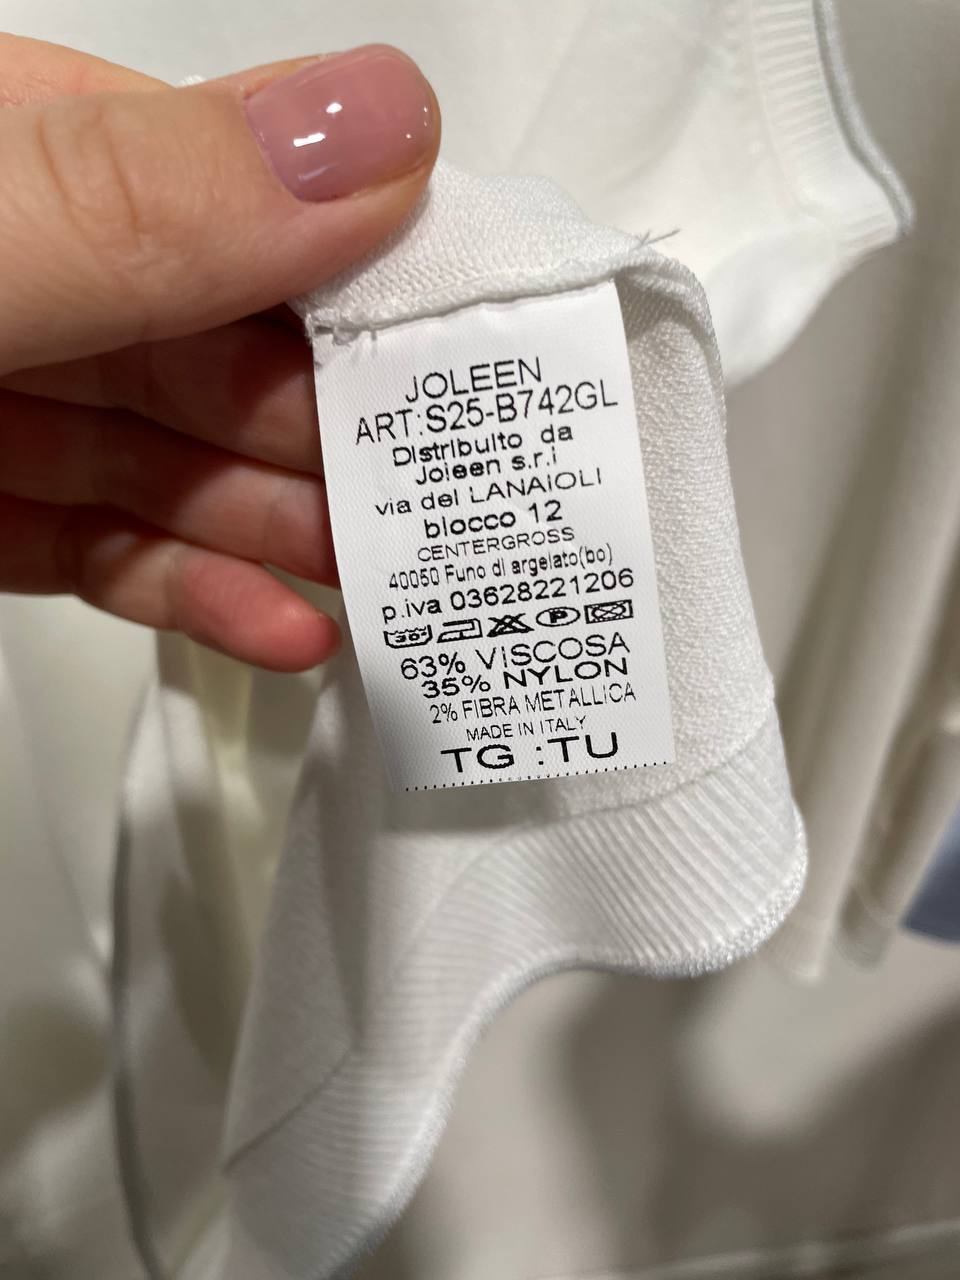 JOLEEN
ART:S25-B742GL
Distribuito da
Joleen s.r.l
via dei LANAIOLI
blocco 12
CENTERGROSS
40050 Funo di argelato(bo)
p.iva 03628221206
30° P
63% VISCOSA
35% NYLON
2% FIBRA METALLICA
MADE IN ITALY
TG :TU